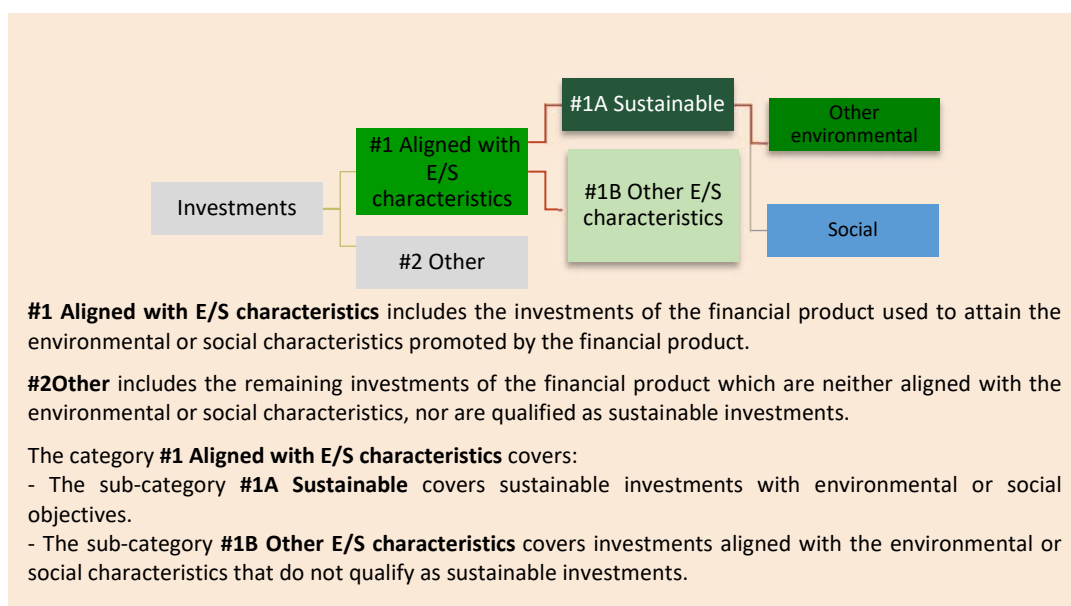 #1A Sustainable
Other
environmental
#1 Aligned with
E/S
characteristics
#1B Other E/S
characteristics
Investments
Social
#2 Other
#1 Aligned with E/S characteristics includes the investments of the financial product used to attain the
environmental or social characteristics promoted by the financial product.
#2Other includes the remaining investments of the financial product which are neither aligned with the
environmental or social characteristics, nor are qualified as sustainable investments.
The category #1 Aligned with E/S characteristics covers:
- The sub-category #1A Sustainable covers sustainable investments with environmental or social
objectives.
- The sub-category #1B Other E/S characteristics covers investments aligned with the environmental or
social characteristics that do not qualify as sustainable investments.